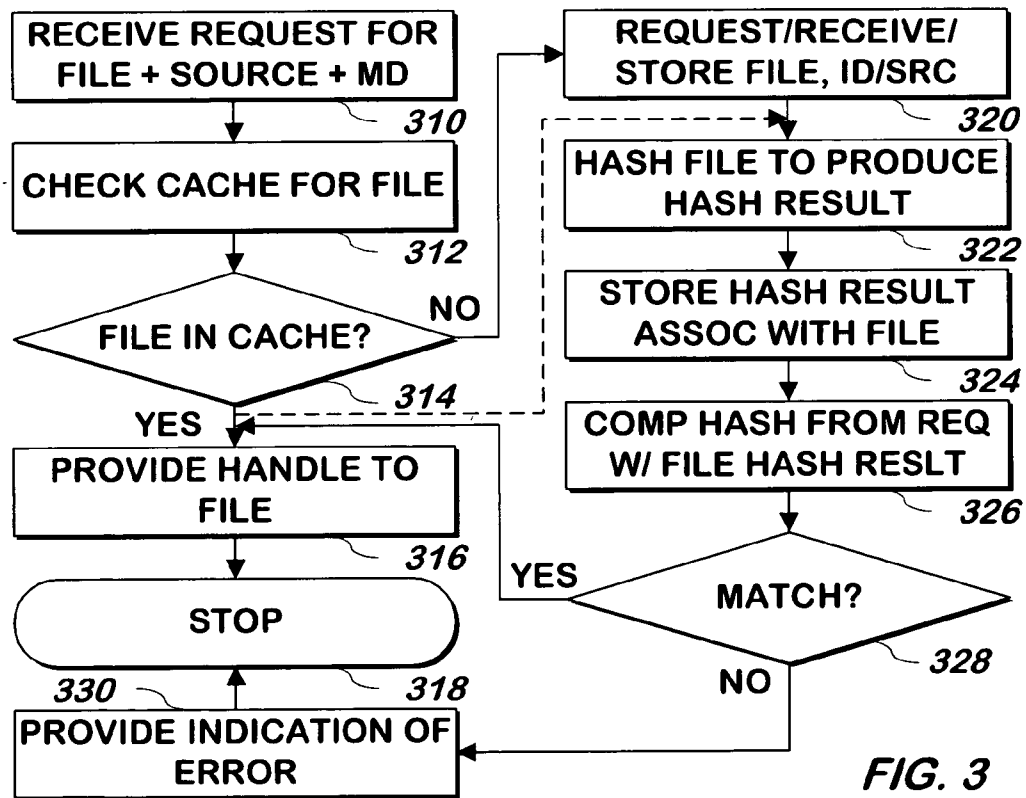 RECEIVE REQUEST FOR
FILE + SOURCE + MD
310
CHECK CACHE FOR FILE
312
FILE IN CACHE?
NO
314
YES
PROVIDE HANDLE TO
FILE
316
STOP
318
330
PROVIDE INDICATION OF
ERROR
REQUEST/RECEIVE/
STORE FILE, ID/SRC
320
HASH FILE TO PRODUCE
HASH RESULT
322
STORE HASH RESULT
ASSOC WITH FILE
324
COMP HASH FROM REQ
W/ FILE HASH RESLT
326
YES
MATCH?
328
NO
FIG. 3